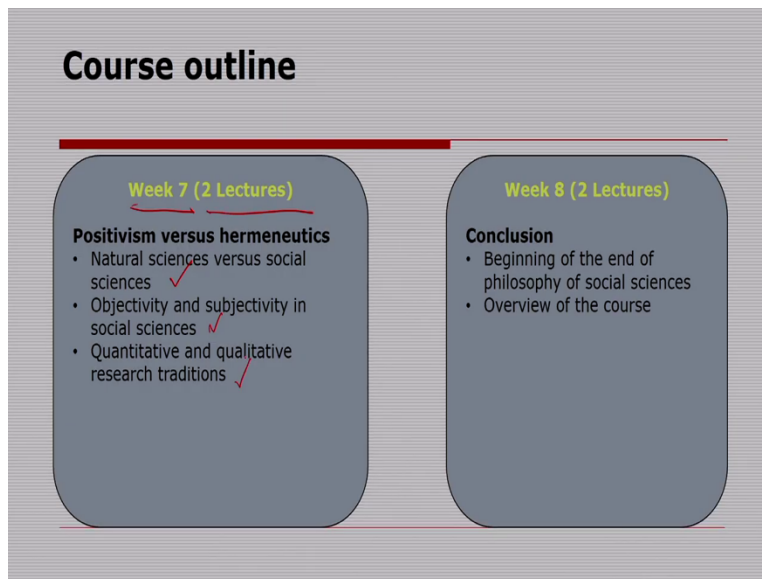 Course outline
Week 7 (2 Lectures)
Positivism versus hermeneutics
• Natural sciences versus social
sciences
• Objectivity and subjectivity in
social sciences
• Quantitative and qualitative
research traditions
Week 8 (2 Lectures)
Conclusion
• Beginning of the end of
philosophy of social sciences
• Overview of the course